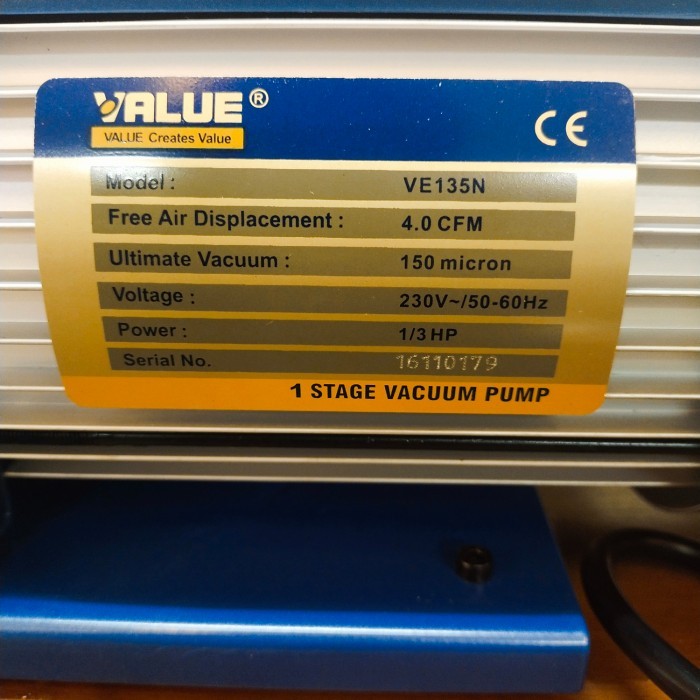 VALUE®
VALUE Creates Value
CE
Model : VE135N
Free Air Displacement : 4.0 CFM
Ultimate Vacuum : 150 micron
Voltage : 230V~/50-60Hz
Power : 1/3 HP
Serial No. 16110179
1 STAGE VACUUM PUMP